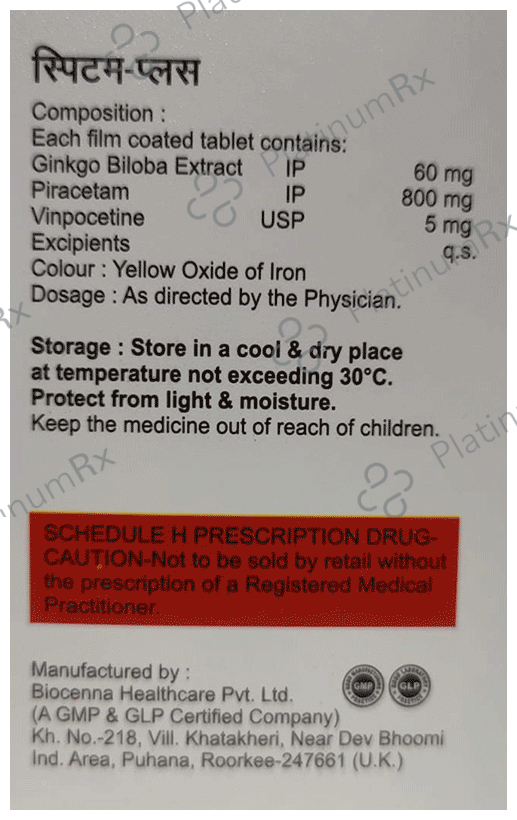 स्पिटम-प्लस
Composition :
Each film coated tablet contains:
Ginkgo Biloba Extract IP 60 mg
Piracetam IP 800 mg
Vinpocetine USP 5 mg
Excipients q.s.
Colour : Yellow Oxide of Iron
Dosage : As directed by the Physician.
Storage : Store in a cool & dry place
at temperature not exceeding 30°C.
Protect from light & moisture.
Keep the medicine out of reach of children.
SCHEDULE H PRESCRIPTION DRUG-
CAUTION-Not to be sold by retail without
the prescription of a Registered Medical
Practitioner.
Manufactured by :
Biocenna Healthcare Pvt. Ltd.
(A GMP & GLP Certified Company)
Kh. No.-218, Vill. Khatakheri, Near Dev Bhoomi
Ind. Area, Puhana, Roorkee-247661 (U.K.)
GMP
GLP
PlatinumRx
PlatinumRx
PlatinumRx